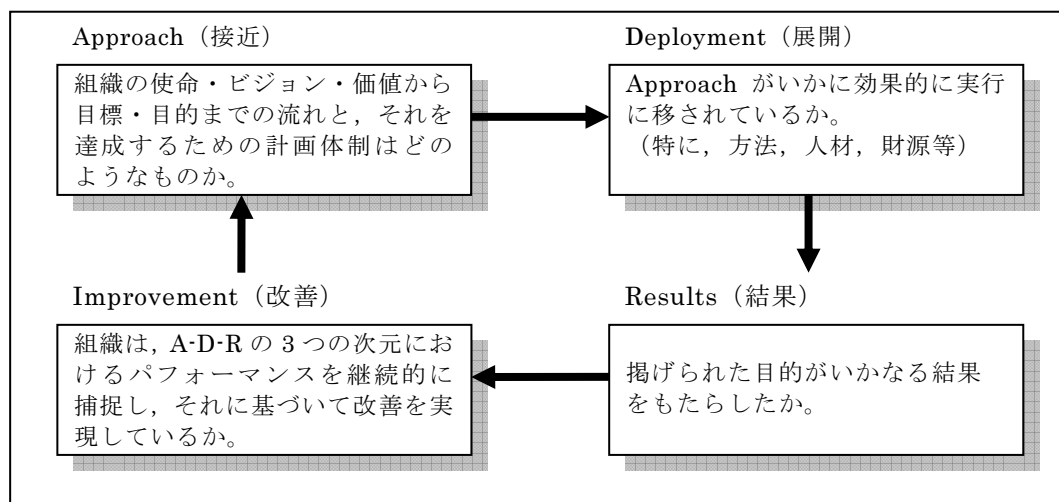 Approach（接近）
組織の使命・ビジョン・価値から
目標・目的までの流れと，それを
達成するための計画体制はどの
ようなものか。
Deployment（展開）
Approach がいかに効果的に実行
に移されているか。
（特に，方法，人材，財源等）
Improvement（改善）
組織は，A-D-R の 3 つの次元にお
けるパフォーマンスを継続的に
捕捉し，それに基づいて改善を実
現しているか。
Results（結果）
掲げられた目的がいかなる結果
をもたらしたか。